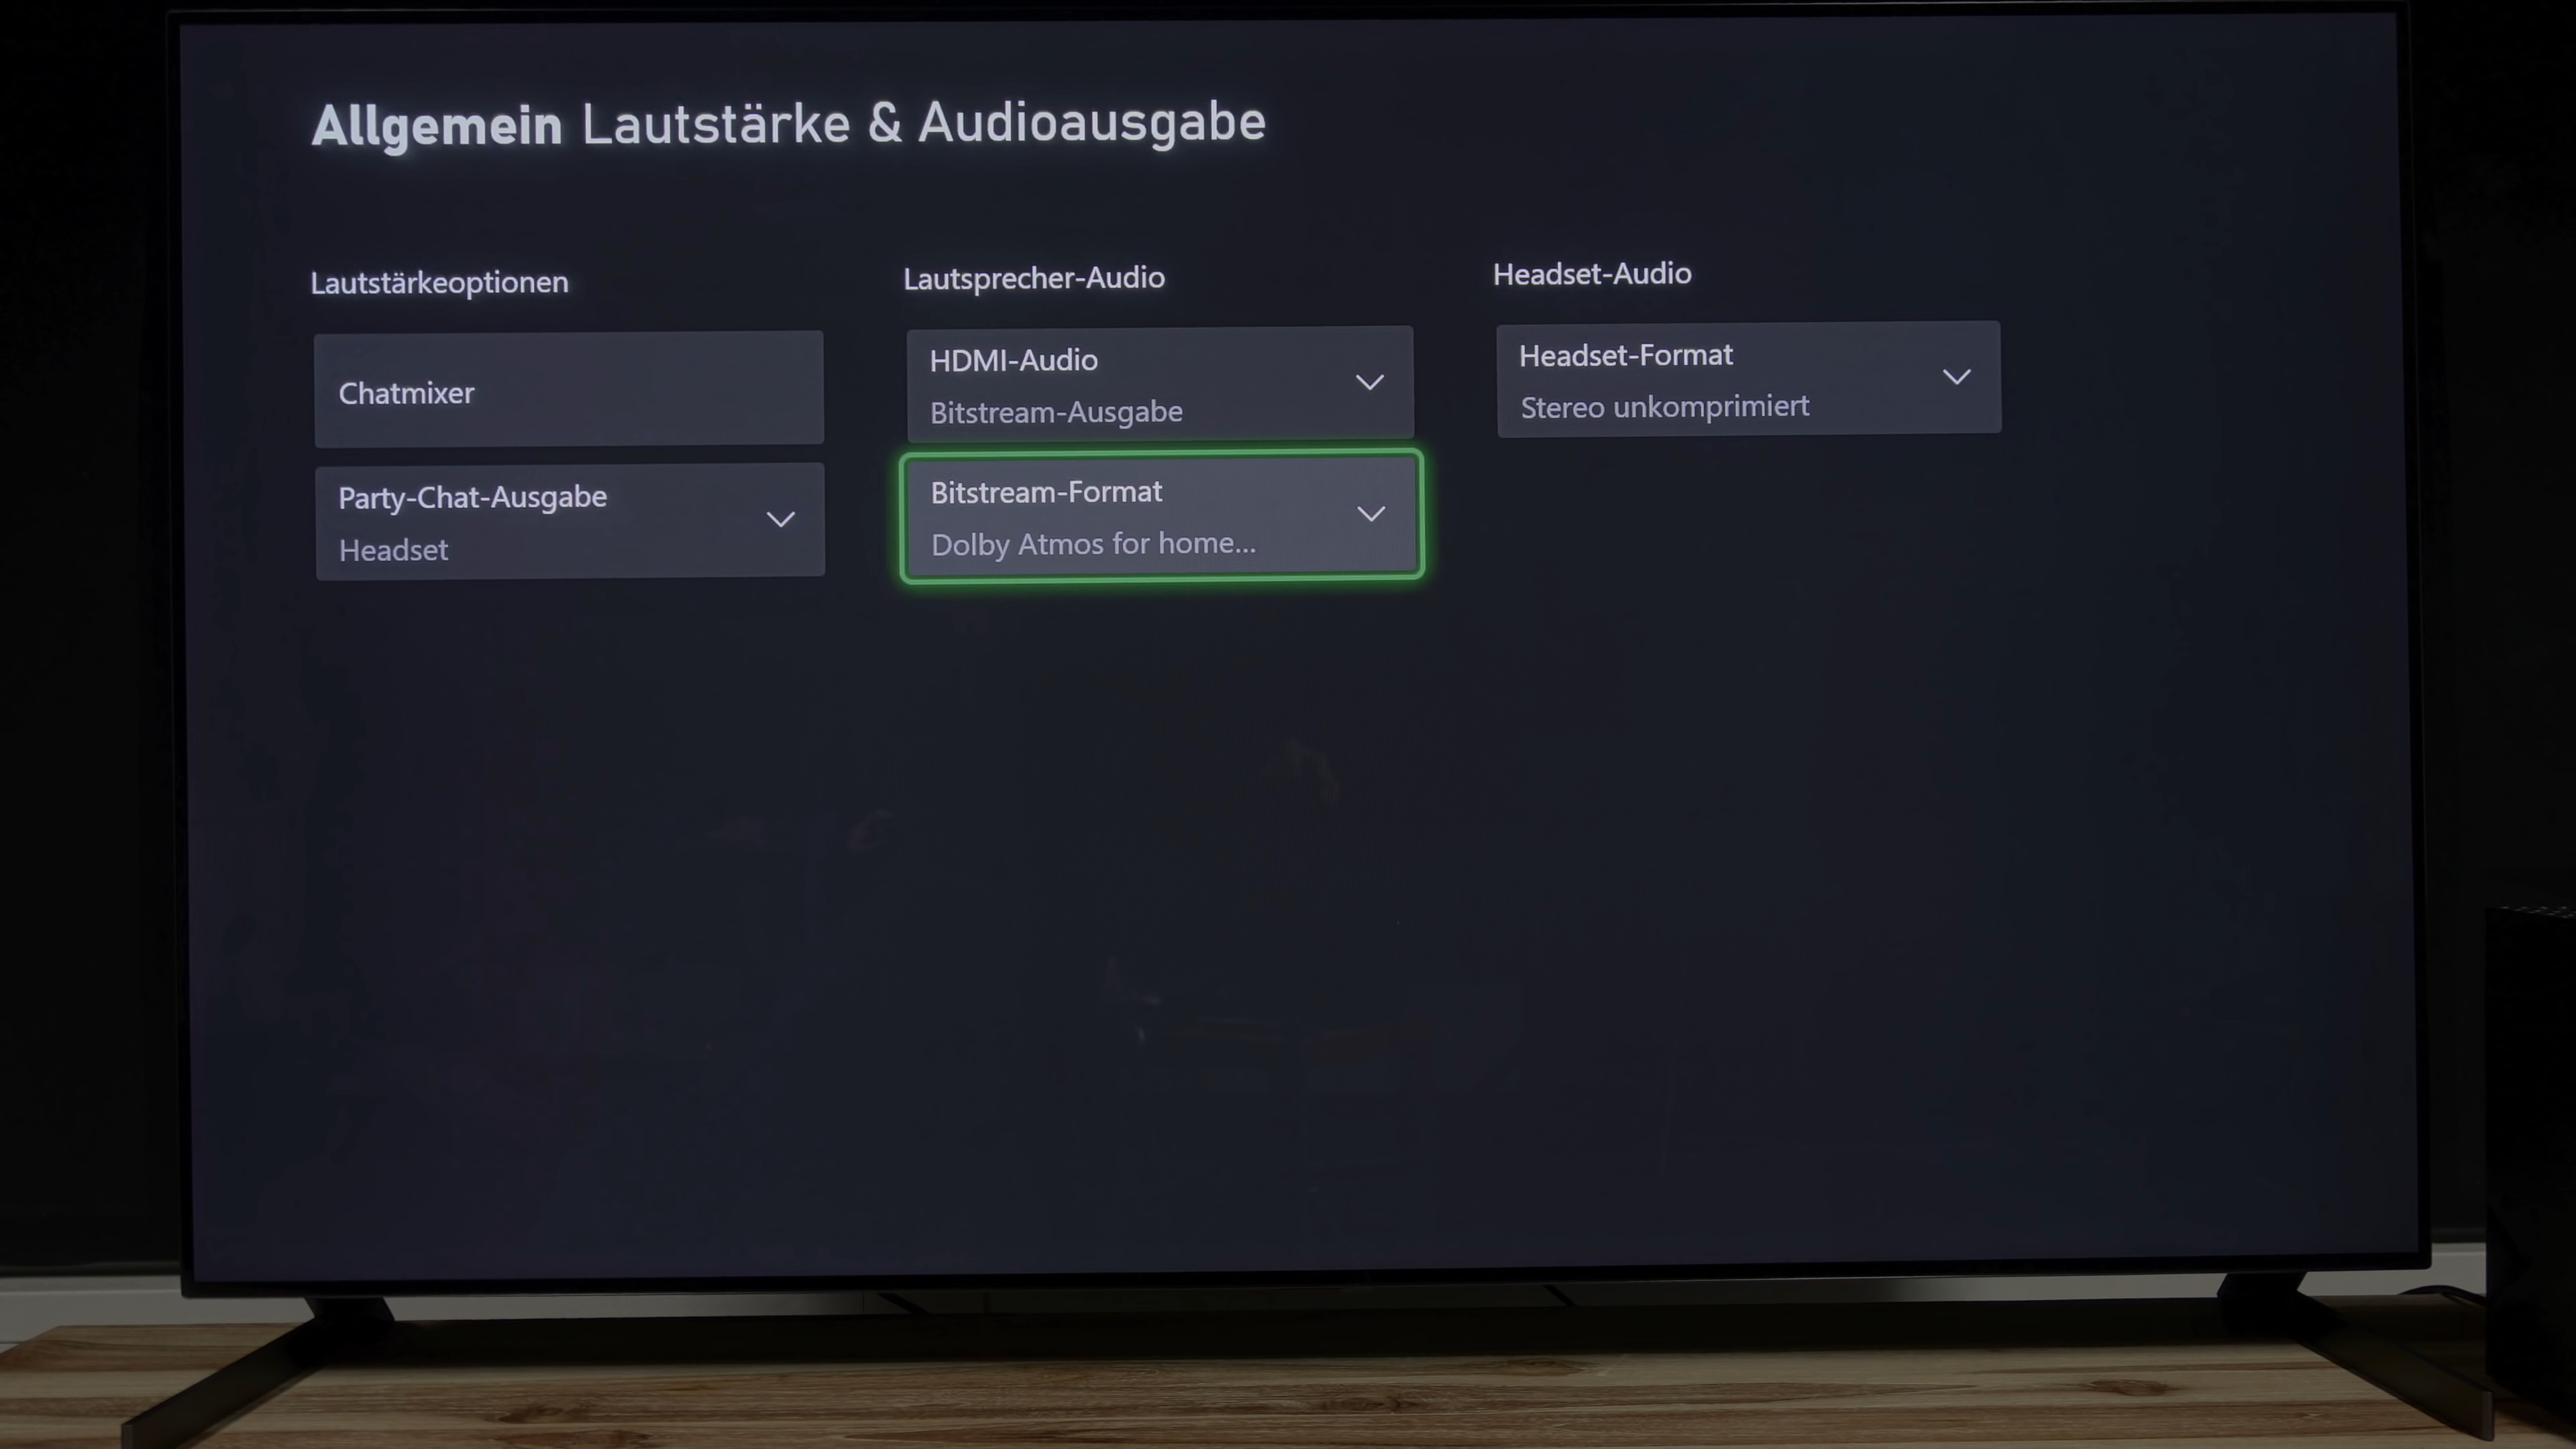 Allgemein Lautstärke & Audioausgabe
Lautstärkeoptionen
Chatmixer
Party-Chat-Ausgabe
Headset
Lautsprecher-Audio
HDMI-Audio
Bitstream-Ausgabe
Bitstream-Format
Dolby Atmos for home...
Headset-Audio
Headset-Format
Stereo unkomprimiert